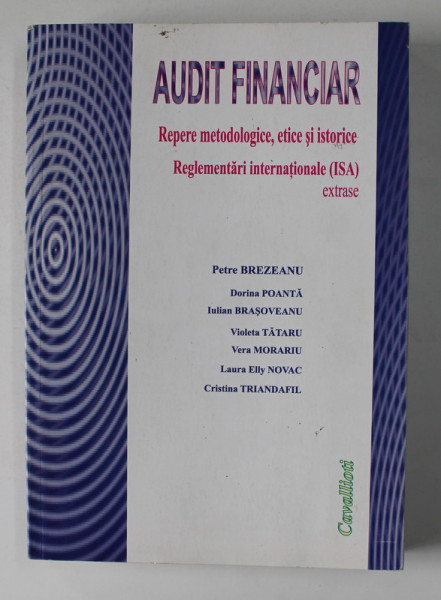 AUDIT FINANCIAR
Repere metodologice, etice și istorice
Reglementări internaționale (ISA)
extrase
Petre BREZEANU
Dorina POANTĂ
Iulian BRAȘOVEANU
Violeta TĂTARU
Vera MORARIU
Laura Elly NOVAC
Cristina TRIANDAFIL
Cavallioti